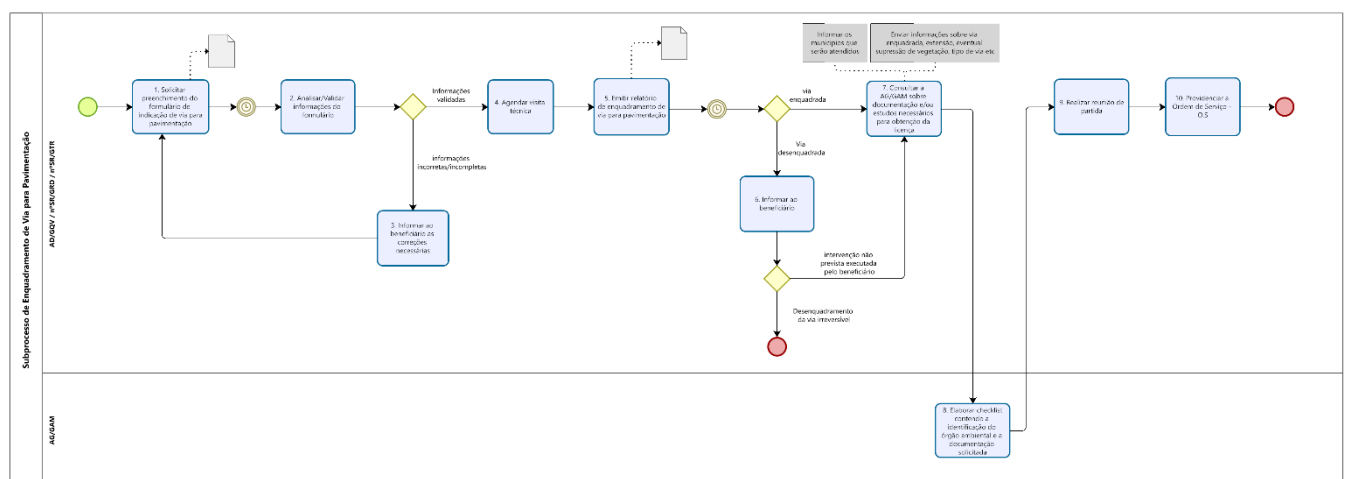 Subprocesso de Enquadramento de Via para Pavimentação
AD/GQV / nºSR/GRD / nºSR/GTR
1. Solicitar
preenchimento do
formulário de
indicação de via para
pavimentação
2. Analisar/Validar
informações do
formulário
Informações
validadas
informações
incorretas/incompletas
3. Informar ao
beneficiário as
correções
necessárias
4. Agendar visita
técnica
5. Emitir relatório
de enquadramento de
via para pavimentação
via
enquadrada
Via
desenquadrada
6. Informar ao
beneficiário
intervenção não
prevista executada
pelo beneficiário
Desenquadramento
da via irreversível
Informar os
municípios que
serão atendidos
Enviar informações sobre via
enquadrada, extensão, eventual
supressão de vegetação, tipo de via etc
7. Consultar a
AG/GAM sobre
documentação e/ou
estudos necessários
para obtenção da
licença
9. Realizar reunião de
partida
10. Providenciar a
Ordem de Serviço -
O.S
AG/GAM
8. Elaborar checklist
contendo a
identificação do
órgão ambiental e a
documentação
solicitada